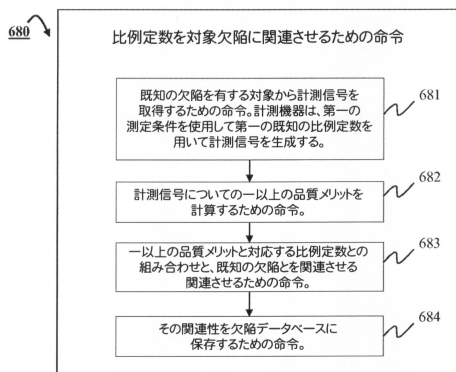 680
比例定数を対象欠陥に関連させるための命令
既知の欠陥を有する対象から計測信号を
取得するための命令。計測機器は、第一の
測定条件を使用して第一の既知の比例定数を
用いて計測信号を生成する。
681
計測信号についての一以上の品質メリットを
計算するための命令。
682
一以上の品質メリットと対応する比例定数との
組み合わせと、既知の欠陥とを関連させる
関連させるための命令。
683
その関連性を欠陥データベースに
保存するための命令。
684